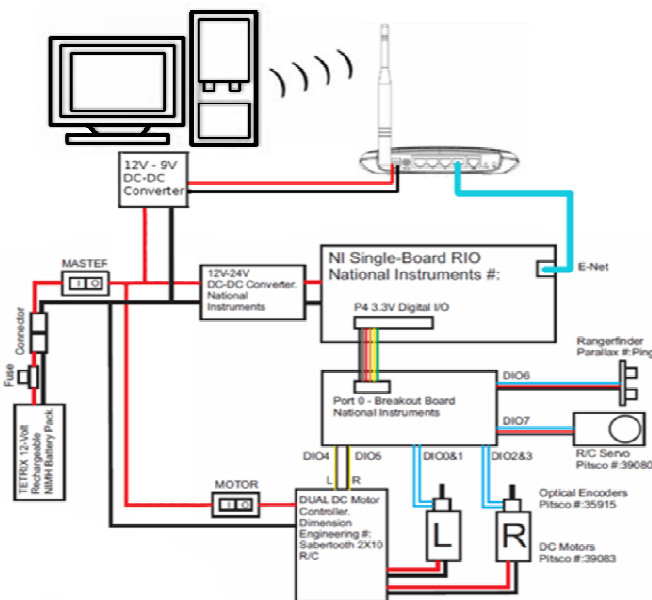 12V - 9V
DC-DC
Converter
MASTER
12V-24V
DC-DC Converter.
National
Instruments
NI Single-Board RIO
National Instruments #:
E-Net
P4 3.3V Digital I/O
Connector
Fuse
TETRIX 12-Volt
Rechargeable
NIMH Battery Pack.
Port 0 - Breakout Board
National Instruments
DIO6
Rangerfinder
Parallax #:Ping
DIO7
R/C Servo
Pitsco #:39080
DIO4
DIO5
DIO0&1
DIO2&3
L
R
MOTOR
I O
I O
DUAL DC Motor
Controller.
Dimension
Engineering #:
Sabertooth 2X10
R/C
L
R
Optical Encoders
Pitsco #:35915
DC Motors
Pitsco #:39083